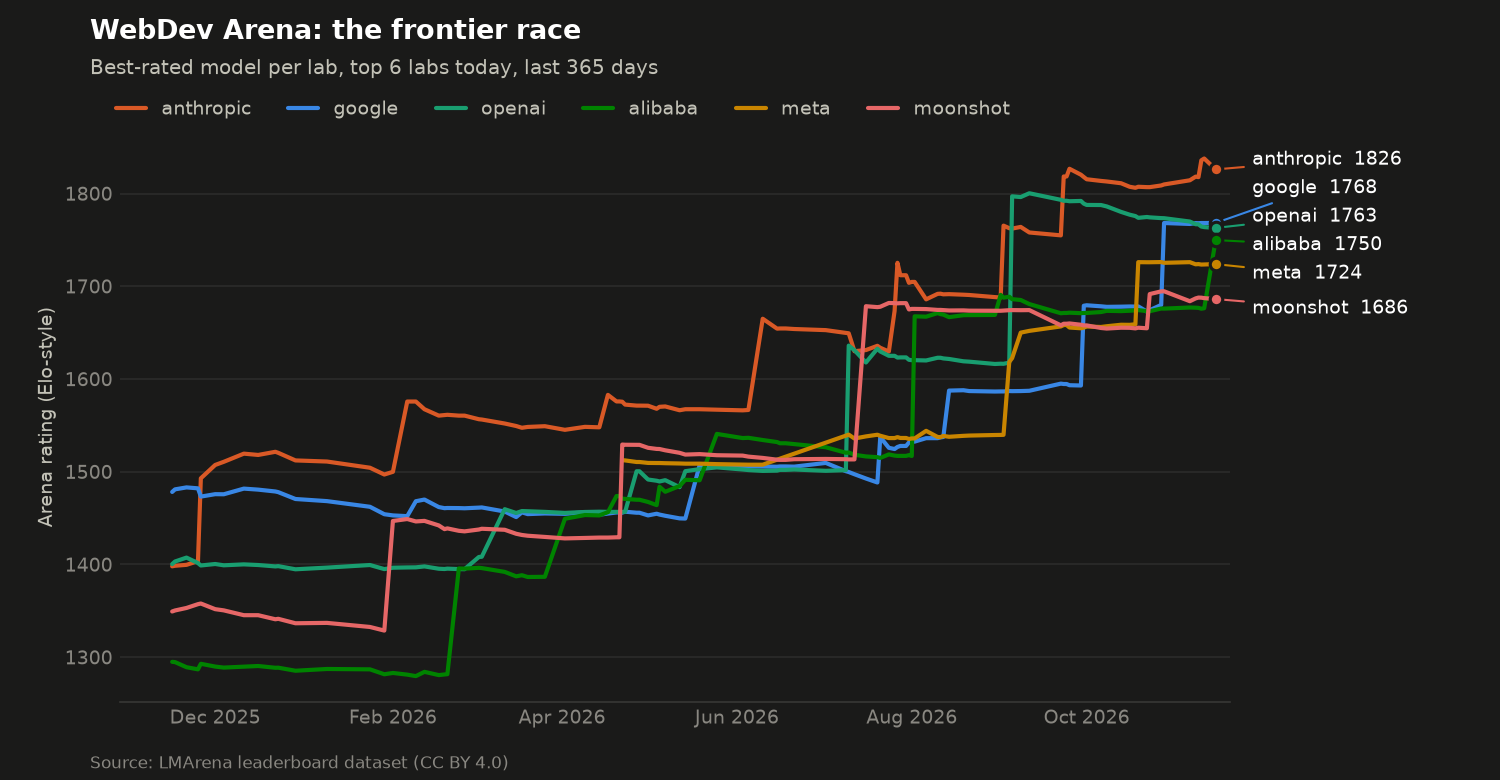 WebDev Arena: the frontier race
Best-rated model per lab, top 6 labs today, last 365 days
anthropic google openai alibaba meta moonshot
Arena rating (Elo-style)
1800
1700
1600
1500
1400
1300
anthropic 1826
google 1768
openai 1763
alibaba 1750
meta 1724
moonshot 1686
Dec 2025 Feb 2026 Apr 2026 Jun 2026 Aug 2026 Oct 2026
Source: LMArena leaderboard dataset (CC BY 4.0)